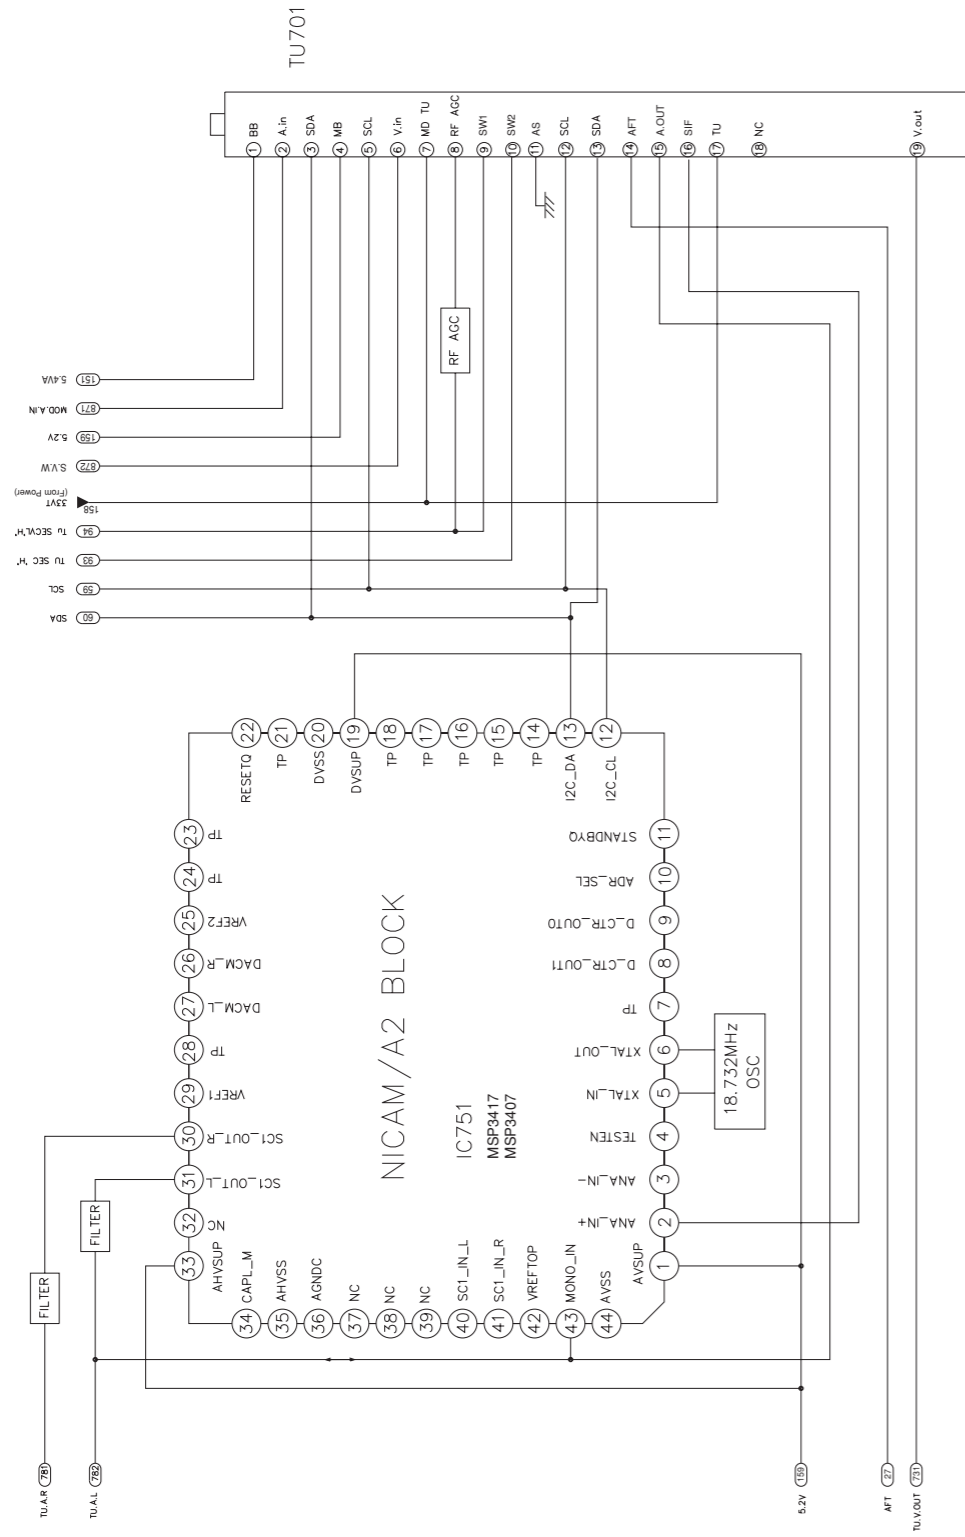 TU701
1 BB
2 A.in
3 SDA
4 MB
5 SCL
6 V.in
7 MD TU
8 RF AGC
9 SW1
10 SW2
11 AS
12 SCL
13 SDA
14 AFT
15 A.OUT
16 SIF
17 TU
18 NC
19 V.out
RF AGC
5.4VA 151
MOD.A.IN 871
5.2V 159
S.V.W 872
33VT 158
(From Power)
Tu SECVL"H" 94
TU SEC "H" 93
SCL 59
SDA 60
22 RESETQ
21 TP
20 DVSS
19 DVSUP
18 TP
17 TP
16 TP
15 TP
14 TP
13 I2C_DA
12 I2C_CL
23 TP
24 TP
25 VREF2
26 DACM_R
27 DACM_L
28 TP
29 VREF1
30 SC1_OUT_R
31 SC1_OUT_L
32 NC
33 AHVSUP
11 STANDBYQ
10 ADR_SEL
9 D_CTR_OUT0
8 D_CTR_OUT1
7 TP
6 XTAL_OUT
5 XTAL_IN
4 TESTEN
3 ANA_IN-
2 ANA_IN+
1 AVSUP
NICAM/A2 BLOCK
IC751
MSP3417
MSP3407
18.732MHz
OSC
34 CAPL_M
35 AHVSS
36 AGNDC
37 NC
38 NC
39 NC
40 SC1_IN_L
41 SC1_IN_R
42 VREFTOP
43 MONO_IN
44 AVSS
FILTER
FILTER
TU.A.R 781
TU.A.L 782
5.2V 159
AFT 27
TU.V.OUT 731